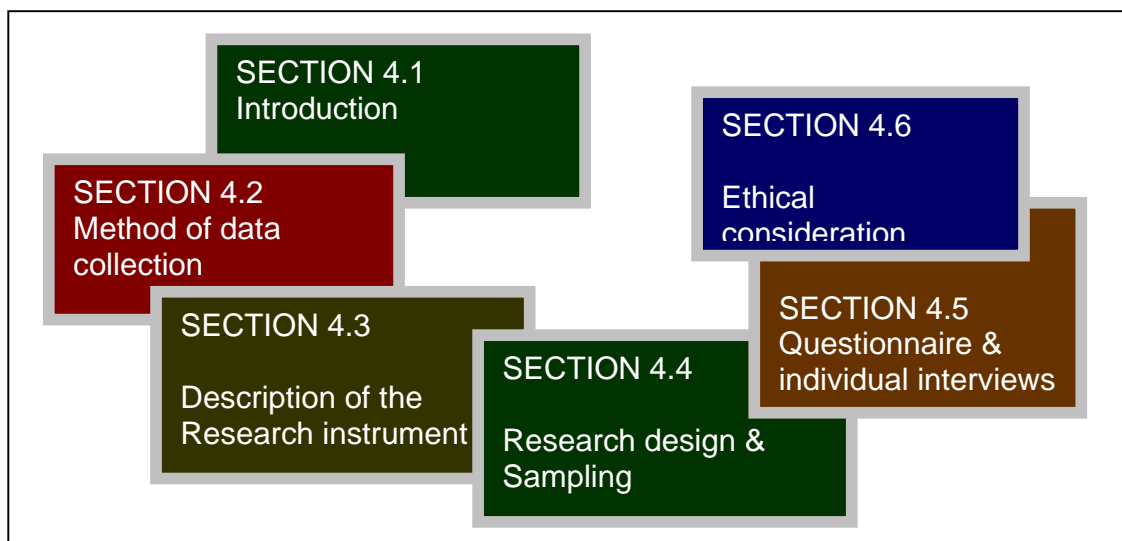 SECTION 4.1
Introduction
SECTION 4.2
Method of data
collection
SECTION 4.3
Description of the
Research instrument
SECTION 4.4
Research design &
Sampling
SECTION 4.5
Questionnaire &
individual interviews
SECTION 4.6
Ethical
consideration